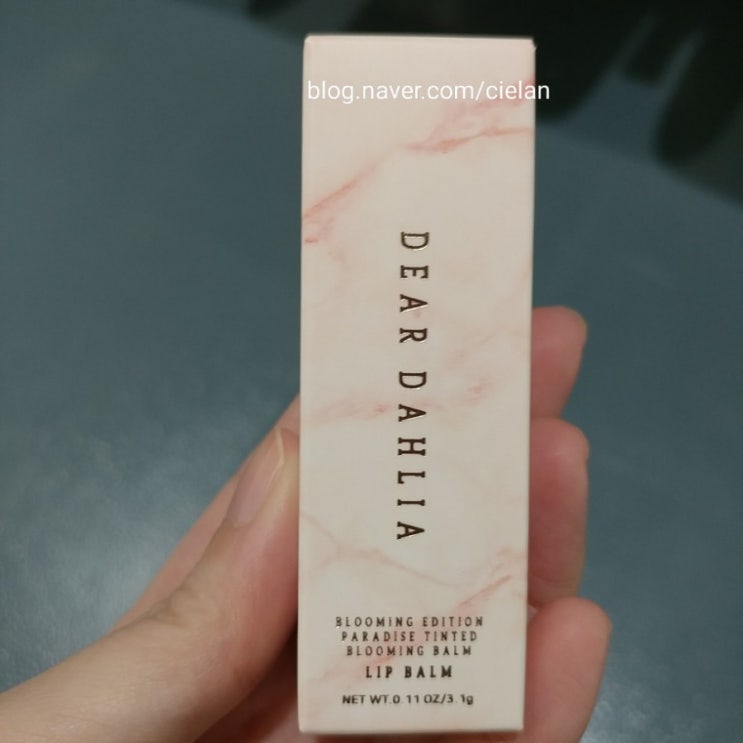 blog.naver.com/cielan
DEAR DAHLIA
BLOOMING EDITION
PARADISE TINTED
BLOOMING BALM
LIP BALM
NET WT.0.11 OZ/3.1g